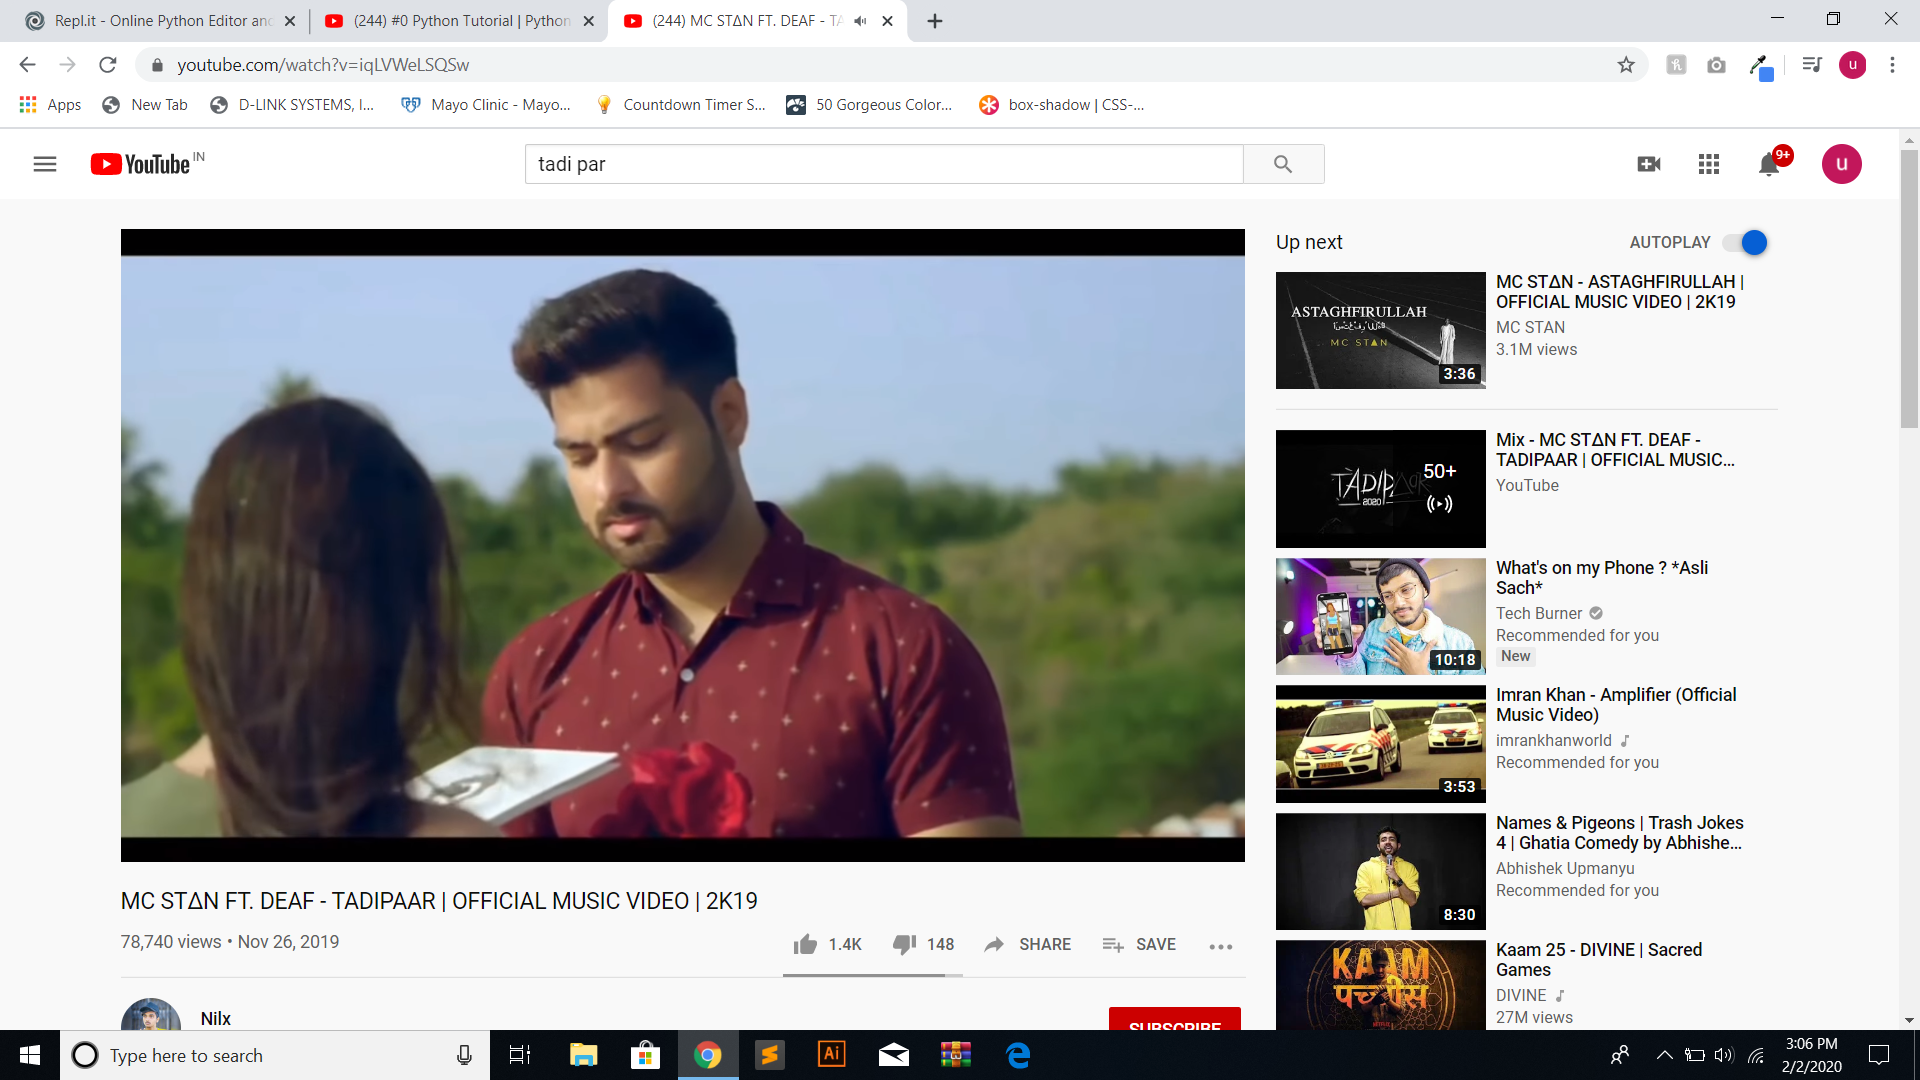 Repl.it - Online Python Editor and
(244) #0 Python Tutorial | Python
(244) MC STΔN FT. DEAF - TA
youtube.com/watch?v=iqLVWeLSQSw
u
Apps
New Tab
D-LINK SYSTEMS, I...
Mayo Clinic - Mayo...
Countdown Timer S...
50 Gorgeous Color...
box-shadow | CSS-...
YouTube IN
tadi par
9+
u
Up next
AUTOPLAY
ASTAGHFIRULLAH
MC STΔN
3:36
MC STΔN - ASTAGHFIRULLAH |
OFFICIAL MUSIC VIDEO | 2K19
MC STAN
3.1M views
TADIPAAR
2020
50+
Mix - MC STΔN FT. DEAF -
TADIPAAR | OFFICIAL MUSIC...
YouTube
10:18
What's on my Phone ? *Asli
Sach*
Tech Burner
Recommended for you
New
3:53
Imran Khan - Amplifier (Official
Music Video)
imrankhanworld
Recommended for you
8:30
Names & Pigeons | Trash Jokes
4 | Ghatia Comedy by Abhishe...
Abhishek Upmanyu
Recommended for you
KAAM
पच्चीस
Kaam 25 - DIVINE | Sacred
Games
DIVINE
27M views
MC STΔN FT. DEAF - TADIPAAR | OFFICIAL MUSIC VIDEO | 2K19
78,740 views • Nov 26, 2019
1.4K
148
SHARE
SAVE
Nilx
SUBSCRIBE
Type here to search
Ai
3:06 PM
2/2/2020